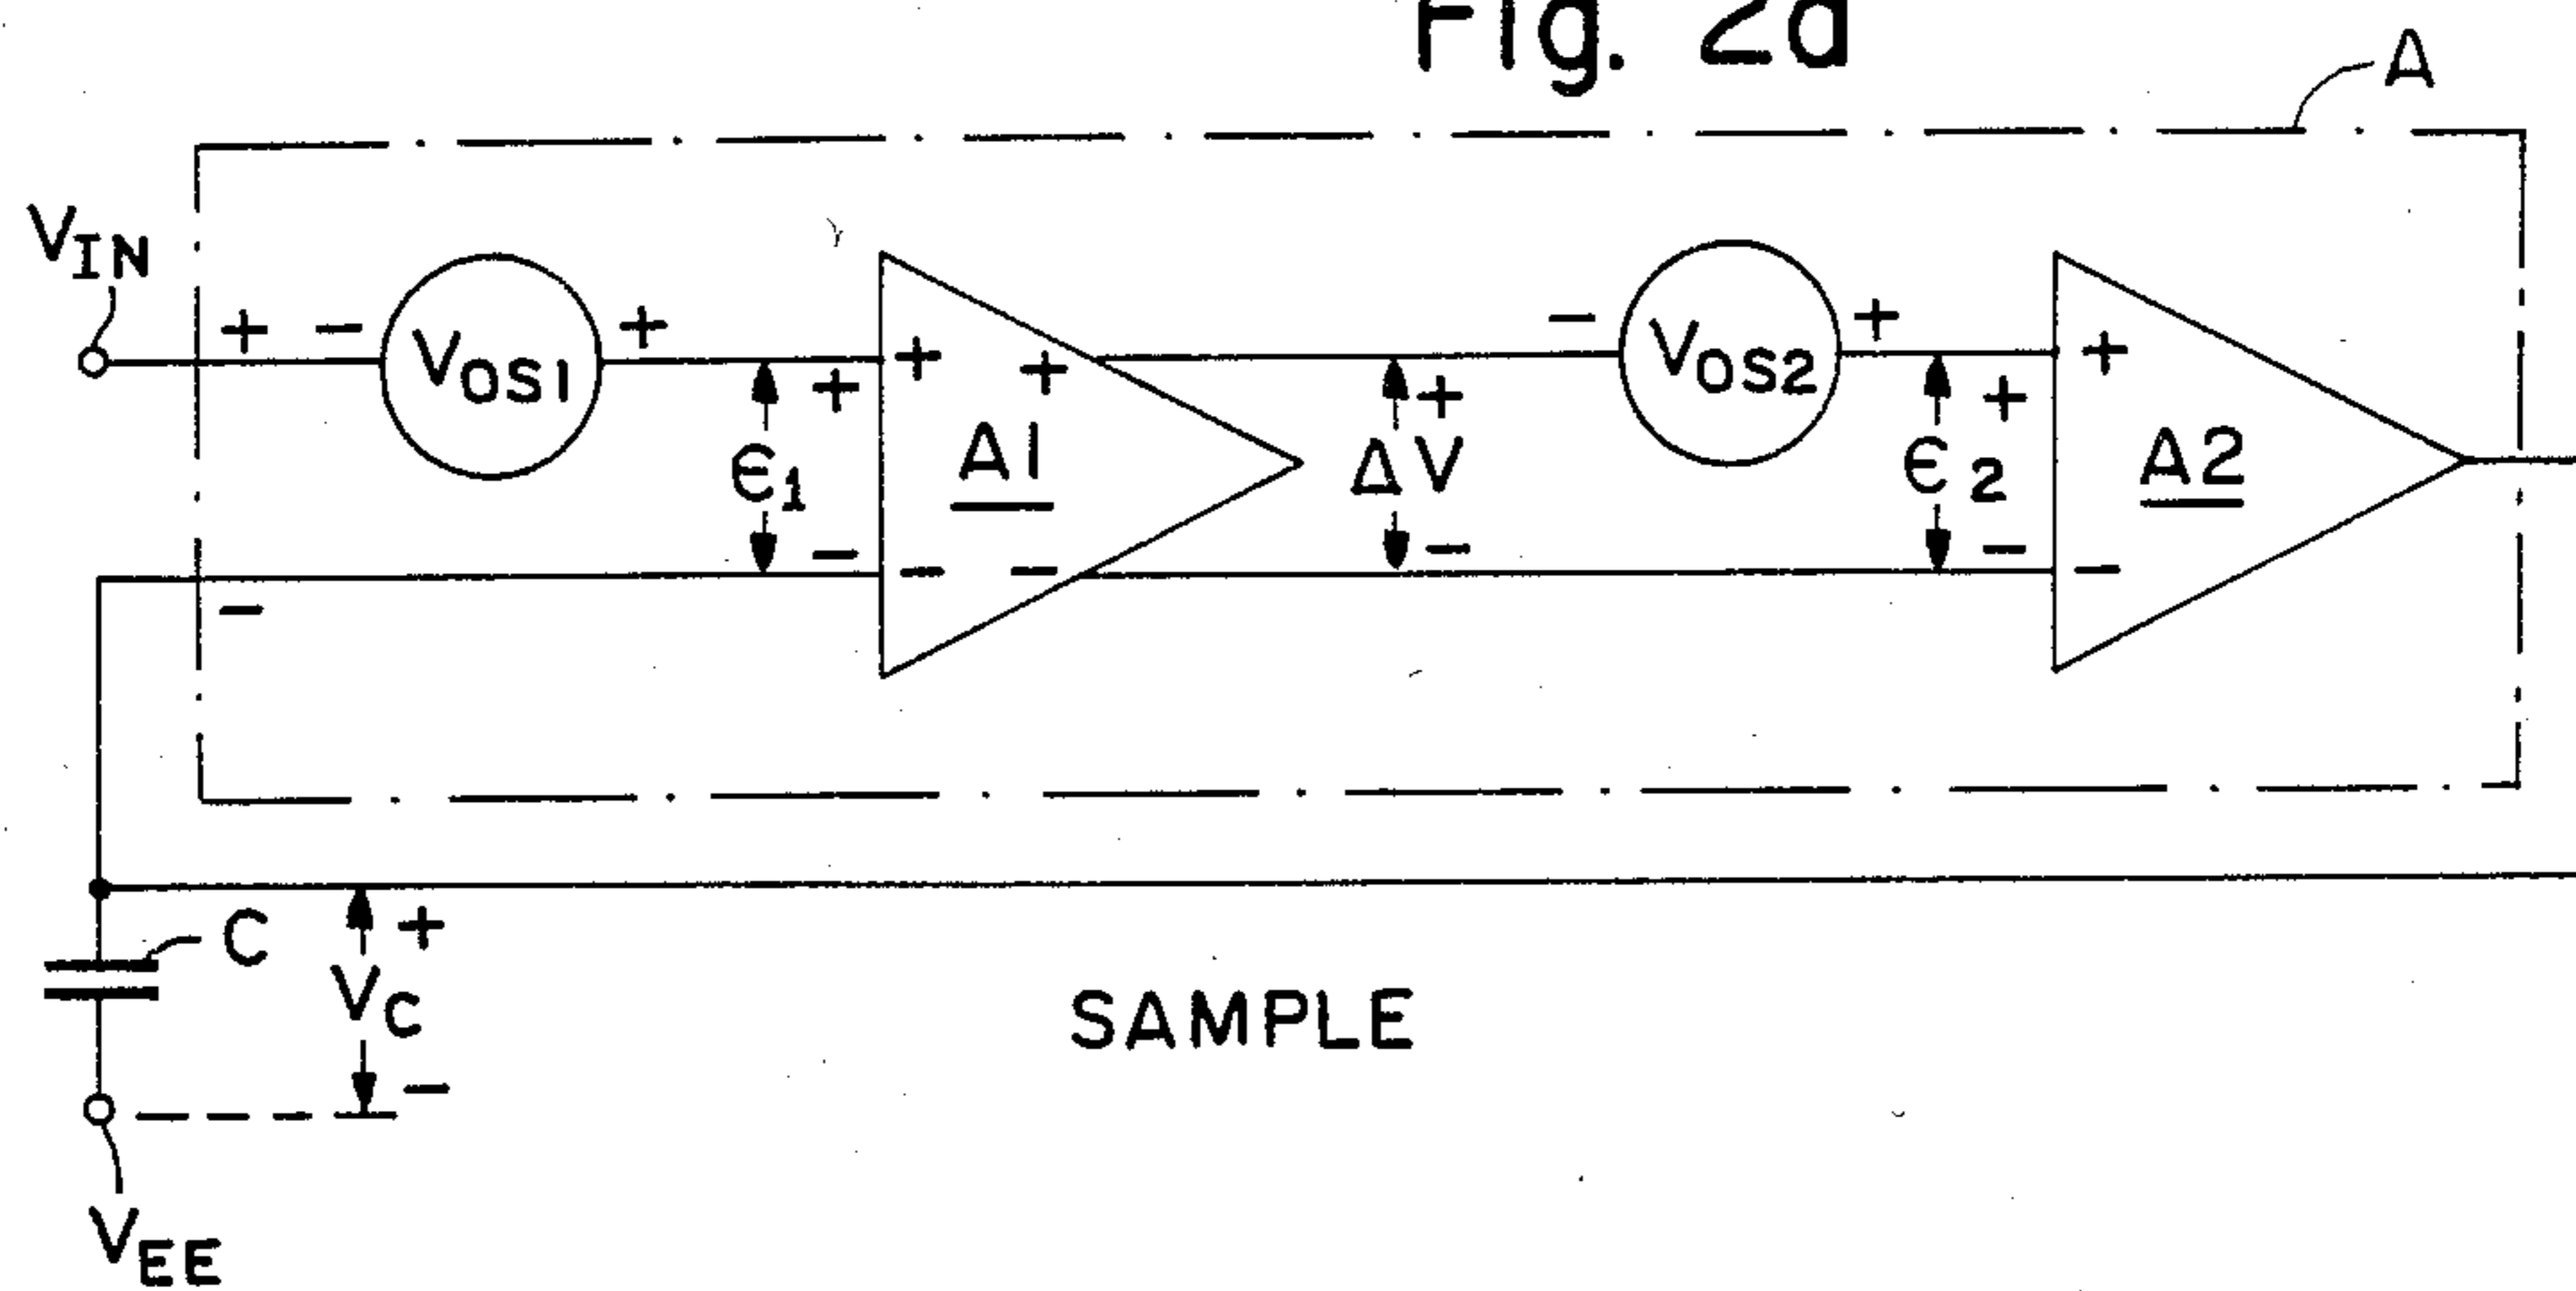 Fig. 2a
A
VIN
+ - VOS1 + + + - VOS2 + +
+ + +
ϵ1 A1 ΔV ϵ2 A2
- - - - - -
-
C +
VC
-
SAMPLE
VEE